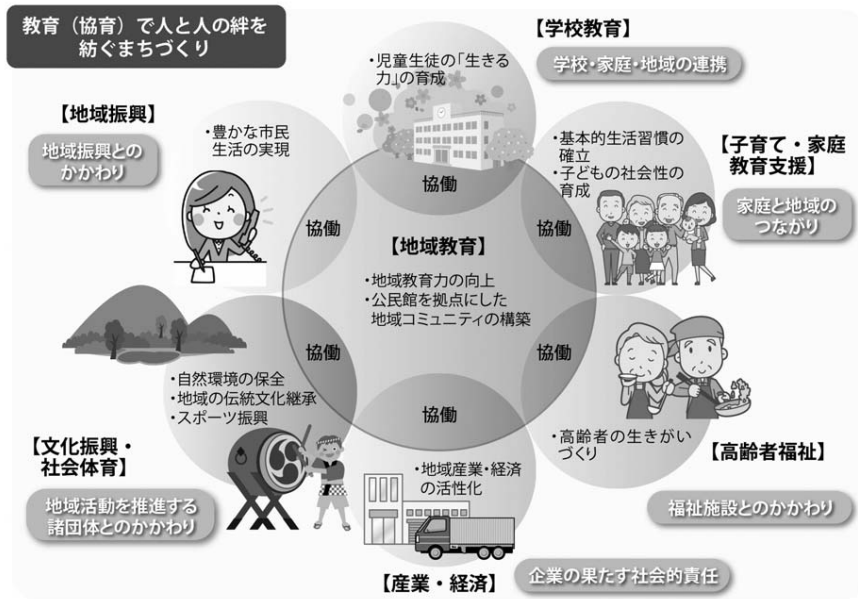 教育（協育）で人と人の絆を
紡ぐまちづくり
【学校教育】
学校・家庭・地域の連携
・児童生徒の「生きる
力」の育成
協働
【地域振興】
地域振興との
かかわり
・豊かな市民
生活の実現
協働
【子育て・家庭
教育支援】
家庭と地域の
つながり
・基本的生活習慣の
確立
・子どもの社会性の
育成
協働
【地域教育】
・地域教育力の向上
・公民館を拠点にした
地域コミュニティの構築
協働
・自然環境の保全
・地域の伝統文化継承
・スポーツ振興
【文化振興・
社会体育】
地域活動を推進する
諸団体とのかかわり
協働
・高齢者の生きがい
づくり
【高齢者福祉】
福祉施設とのかかわり
協働
・地域産業・経済
の活性化
【産業・経済】
企業の果たす社会的責任